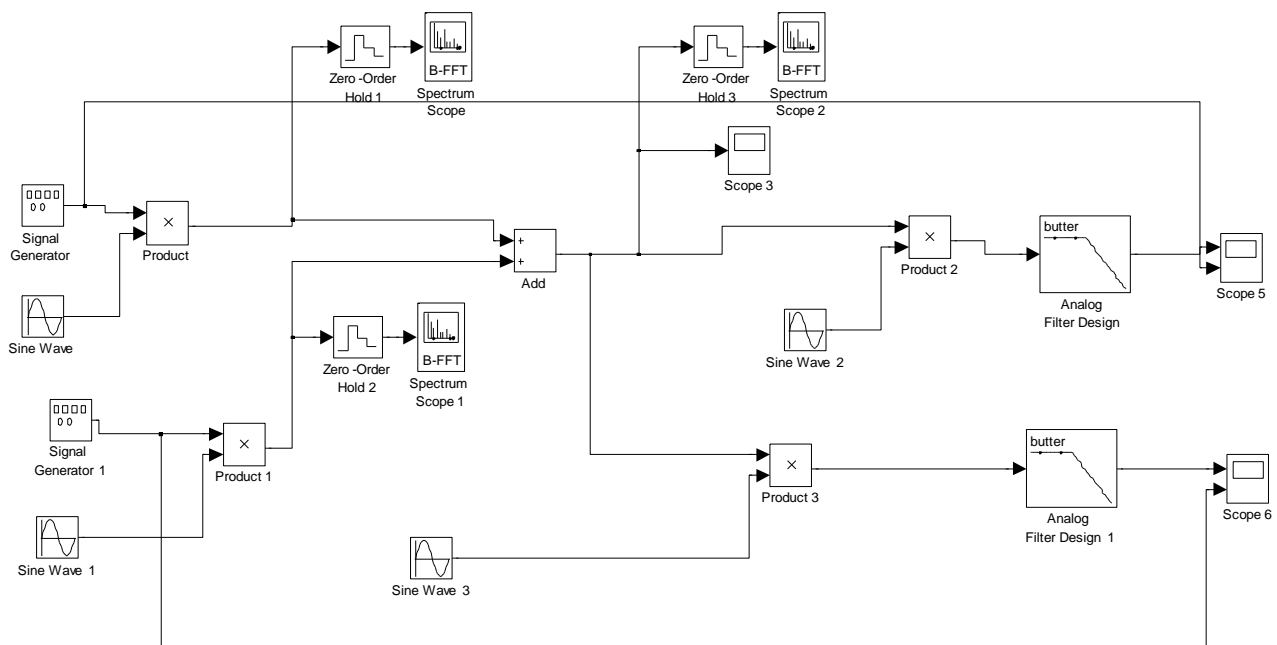 B-FFT
Zero -Order
Hold 1
Spectrum
Scope
B-FFT
Zero -Order
Hold 3
Spectrum
Scope 2
Scope 3
Signal
Generator
×
Product
Sine Wave
+
+
Add
×
Product 2
butter
Analog
Filter Design
Scope 5
Sine Wave 2
B-FFT
Zero -Order
Hold 2
Spectrum
Scope 1
Signal
Generator 1
×
Product 1
Sine Wave 1
×
Product 3
butter
Analog
Filter Design 1
Scope 6
Sine Wave 3